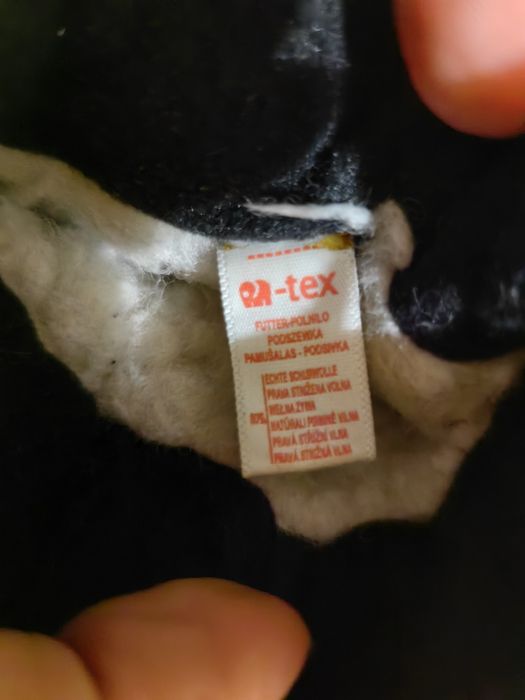 -tex
FUTTER-POLNILO
PODSZEWKA
PAMUŠALAS - PODSIVKA
ECHTE SCHURWOLLE
PRAVA STRIŽENA VOLNA
WEŁNA ŻYWA
NATŪRALI PIRMINĖ VILNA
PRAVÁ STŘIŽNÍ VLNA
PRAVÁ STRIŽNÁ VLNA